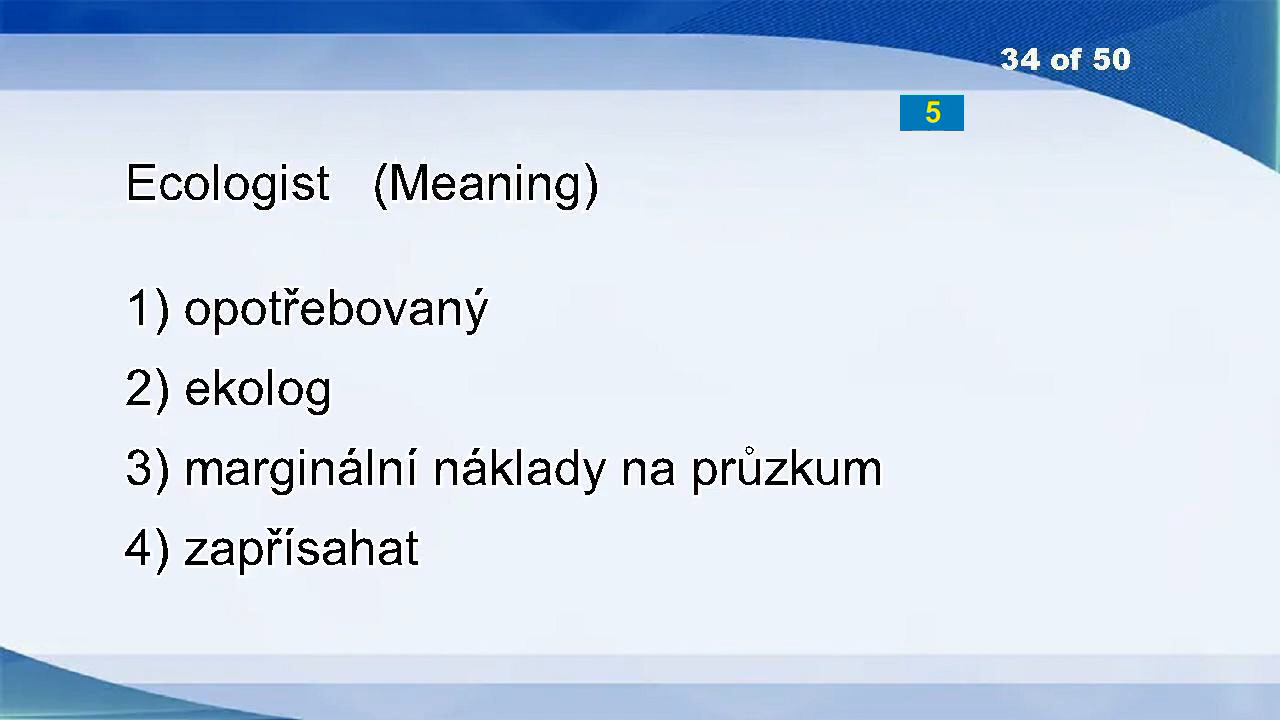 34 of 50
5
Ecologist (Meaning)
1) opotřebovaný
2) ekolog
3) marginální náklady na průzkum
4) zapřísahat